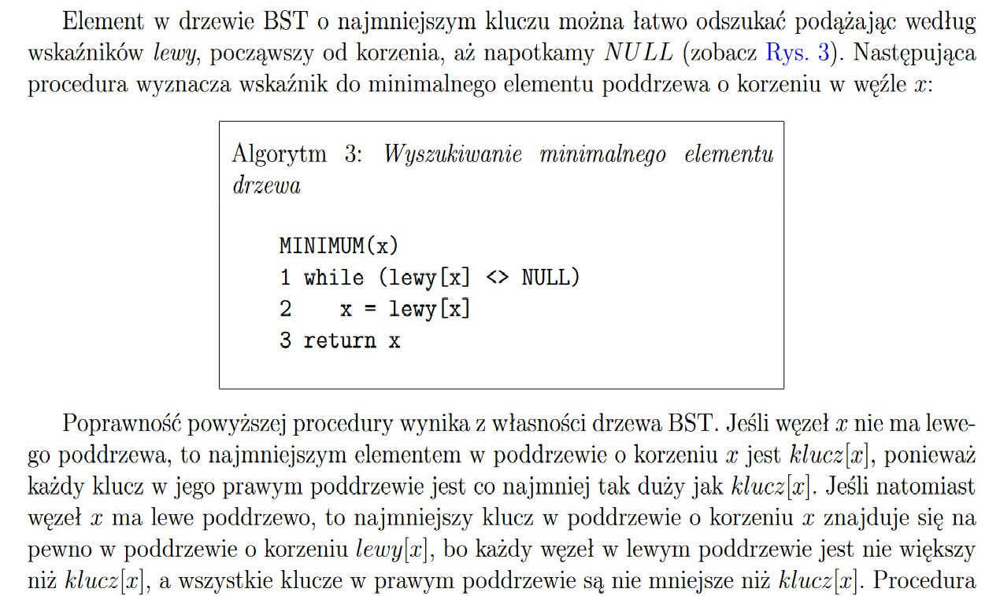 Element w drzewie BST o najmniejszym kluczu można łatwo odszukać podążając według
wskaźników lewy, począwszy od korzenia, aż napotkamy NULL (zobacz Rys. 3). Następująca
procedura wyznacza wskaźnik do minimalnego elementu poddrzewa o korzeniu w węźle x:
Algorytm 3: Wyszukiwanie minimalnego elementu
drzewa
MINIMUM(x)
1 while (lewy[x] <> NULL)
2 x = lewy[x]
3 return x
Poprawność powyższej procedury wynika z własności drzewa BST. Jeśli węzeł x nie ma lewe-
go poddrzewa, to najmniejszym elementem w poddrzewie o korzeniu x jest klucz[x], ponieważ
każdy klucz w jego prawym poddrzewie jest co najmniej tak duży jak klucz[x]. Jeśli natomiast
węzeł x ma lewe poddrzewo, to najmniejszy klucz w poddrzewie o korzeniu x znajduje się na
pewno w poddrzewie o korzeniu lewy[x], bo każdy węzeł w lewym poddrzewie jest nie większy
niż klucz[x], a wszystkie klucze w prawym poddrzewie są nie mniejsze niż klucz[x]. Procedura